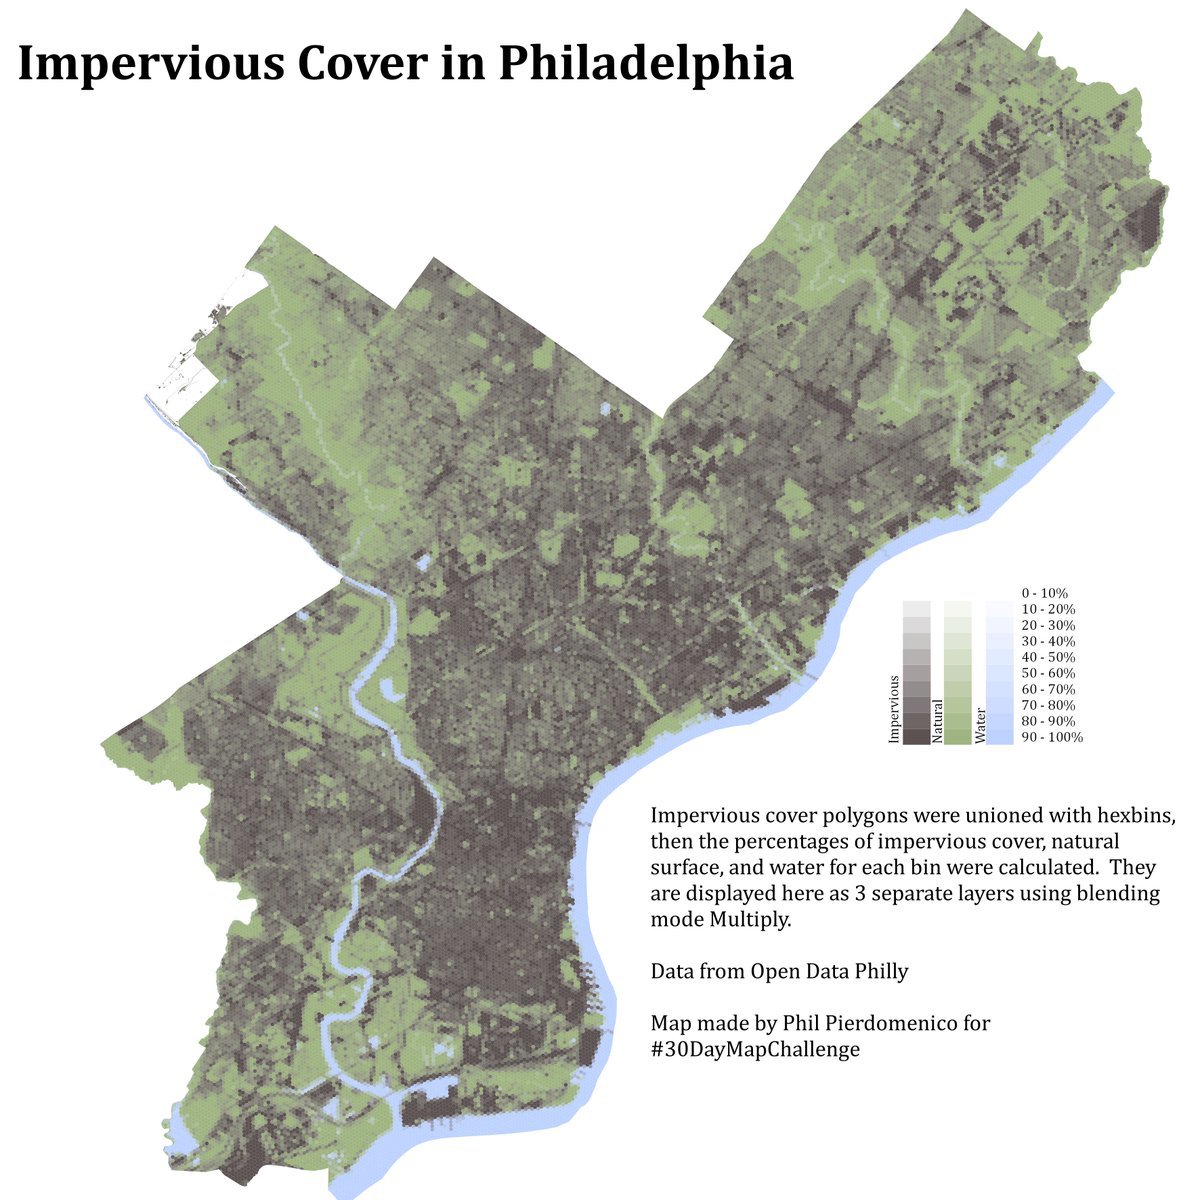 Impervious Cover in Philadelphia
0 - 10%
10 - 20%
20 - 30%
30 - 40%
40 - 50%
50 - 60%
60 - 70%
70 - 80%
80 - 90%
90 - 100%
Impervious
Natural
Water
Impervious cover polygons were unioned with hexbins,
then the percentages of impervious cover, natural
surface, and water for each bin were calculated.  They
are displayed here as 3 separate layers using blending
mode Multiply.
Data from Open Data Philly
Map made by Phil Pierdomenico for
#30DayMapChallenge